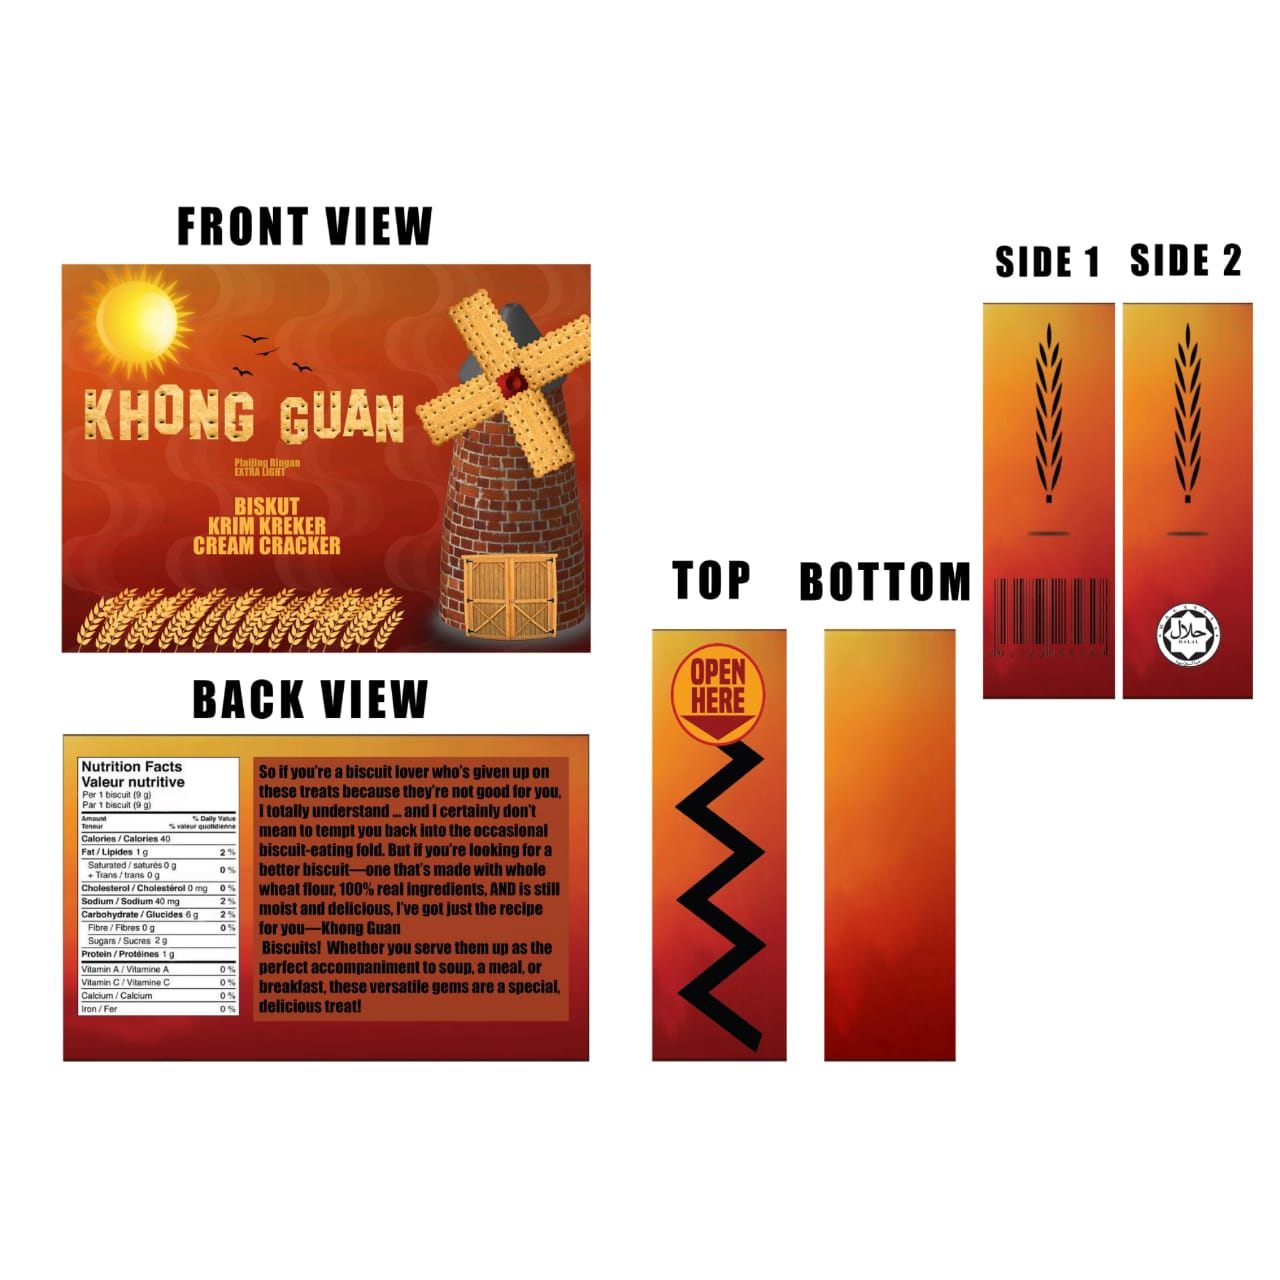 FRONT VIEW
KHONG GUAN
EXTRA LIGHT
BISKUT
KRIM KREKER
CREAM CRACKER
BACK VIEW
Nutrition Facts
Valeur nutritive
Per 1 biscuit (9 g)
Par 1 biscuit (9 g)
Amount % Daily Value
Teneur % valeur quotidienne
Calories / Calories 40
Fat / Lipides 1 g 2 %
Saturated / saturés 0 g
+ Trans / trans 0 g 0 %
Cholesterol / Cholestérol 0 mg 0 %
Sodium / Sodium 40 mg 2 %
Carbohydrate / Glucides 6 g 2 %
Fibre / Fibres 0 g 0 %
Sugars / Sucres 2 g
Protein / Protéines 1 g
Vitamin A / Vitamine A 0 %
Vitamin C / Vitamine C 0 %
Calcium / Calcium 0 %
Iron / Fer 0 %
So if you're a biscuit lover who's given up on
these treats because they're not good for you,
I totally understand ... and I certainly don't
mean to tempt you back into the occasional
biscuit-eating fold. But if you're looking for a
better biscuit—one that's made with whole
wheat flour, 100% real ingredients, AND is still
moist and delicious, I've got just the recipe
for you—Khong Guan
Biscuits! Whether you serve them up as the
perfect accompaniment to soup, a meal, or
breakfast, these versatile gems are a special,
delicious treat!
TOP
OPEN
HERE
BOTTOM
SIDE 1
SIDE 2
حلال
HALAL